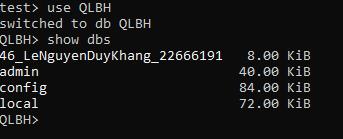 test> use QLBH
switched to db QLBH
QLBH> show dbs
46_LeNguyenDuyKhang_22666191   8.00 KiB
admin                         40.00 KiB
config                        84.00 KiB
local                         72.00 KiB
QLBH>